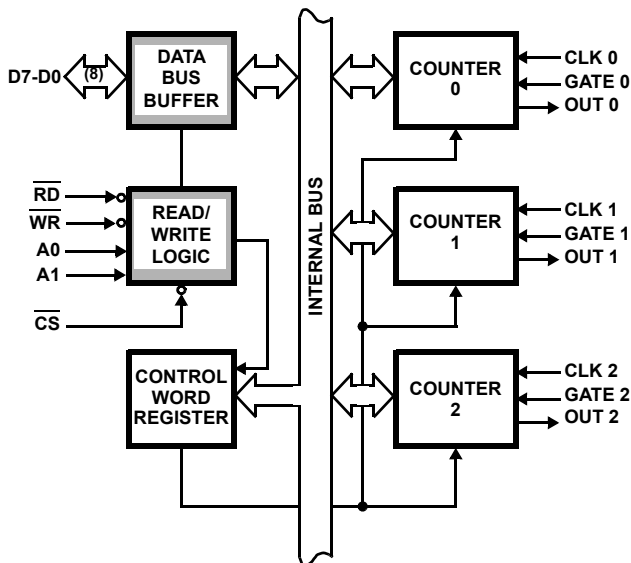 D7-D0
(8)
DATA
BUS
BUFFER
RD
WR
A0
A1
CS
READ/
WRITE
LOGIC
CONTROL
WORD
REGISTER
INTERNAL BUS
COUNTER
0
CLK 0
GATE 0
OUT 0
COUNTER
1
CLK 1
GATE 1
OUT 1
COUNTER
2
CLK 2
GATE 2
OUT 2